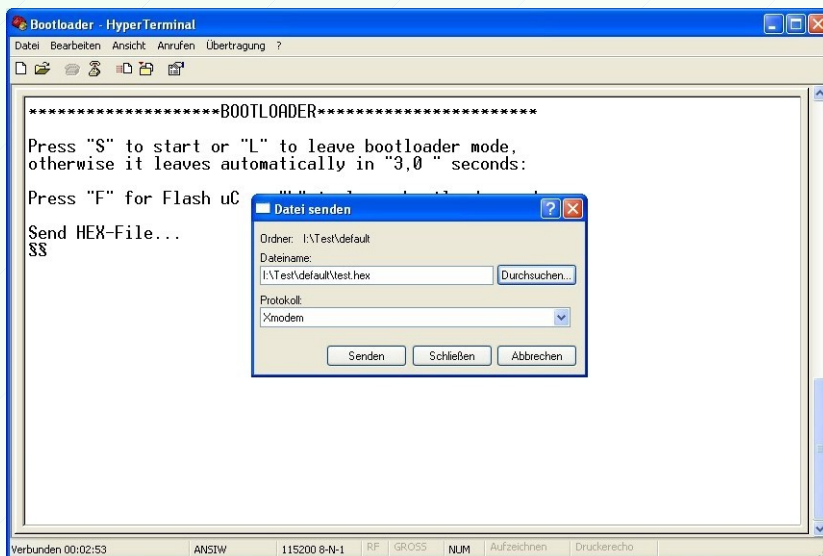 Bootloader - HyperTerminal
Datei Bearbeiten Ansicht Anrufen Übertragung ?
********************BOOTLOADER***********************
Press "S" to start or "L" to leave bootloader mode,
otherwise it leaves automatically in "3,0 " seconds:
Press "F" for Flash uC
Send HEX-File...
§§
Datei senden
Ordner: I:\Test\default
Dateiname:
I:\Test\default\test.hex Durchsuchen...
Protokoll:
Xmodem
Senden Schließen Abbrechen
Verbunden 00:02:53 ANSIW 115200 8-N-1 RF GROSS NUM Aufzeichnen Druckerecho